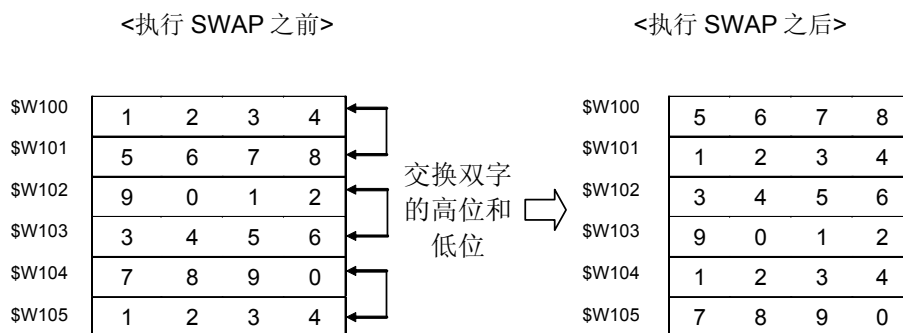 <执行 SWAP 之前>
<执行 SWAP 之后>
$W100 1 2 3 4
$W101 5 6 7 8
$W102 9 0 1 2
$W103 3 4 5 6
$W104 7 8 9 0
$W105 1 2 3 4
交换双字
的高位和
低位
$W100 5 6 7 8
$W101 1 2 3 4
$W102 3 4 5 6
$W103 9 0 1 2
$W104 1 2 3 4
$W105 7 8 9 0